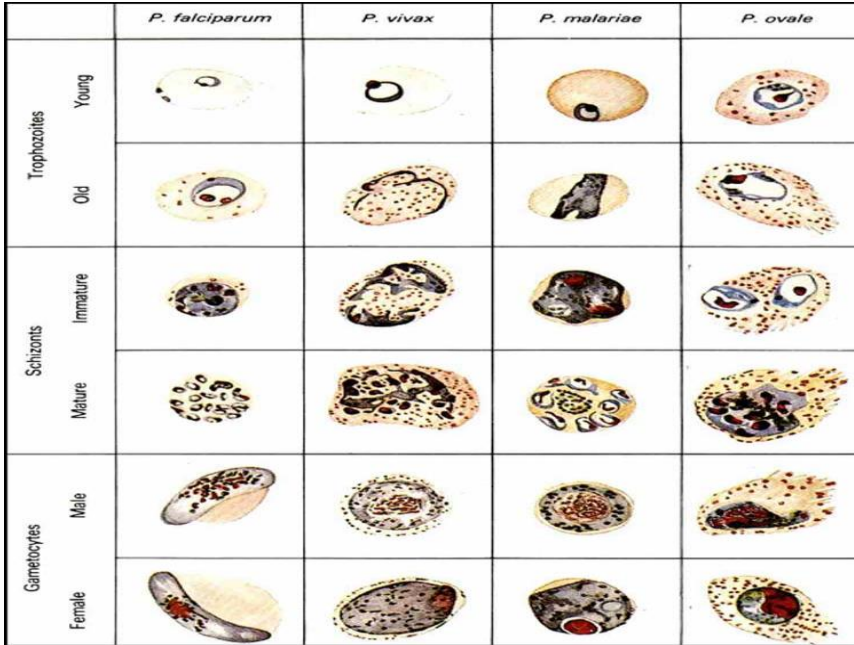 P. falciparum P. vivax P. malariae P. ovale
Trophozoites
Young
Old
Schizonts
Immature
Mature
Gametocytes
Male
Female